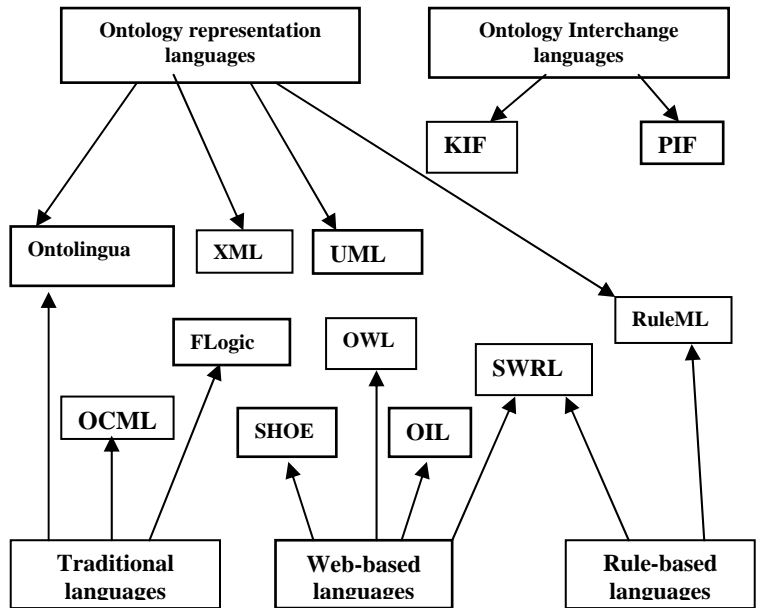 Ontology representation
languages
Ontology Interchange
languages
KIF
PIF
Ontolingua
XML
UML
RuleML
FLogic
OWL
SWRL
OCML
SHOE
OIL
Traditional
languages
Web-based
languages
Rule-based
languages